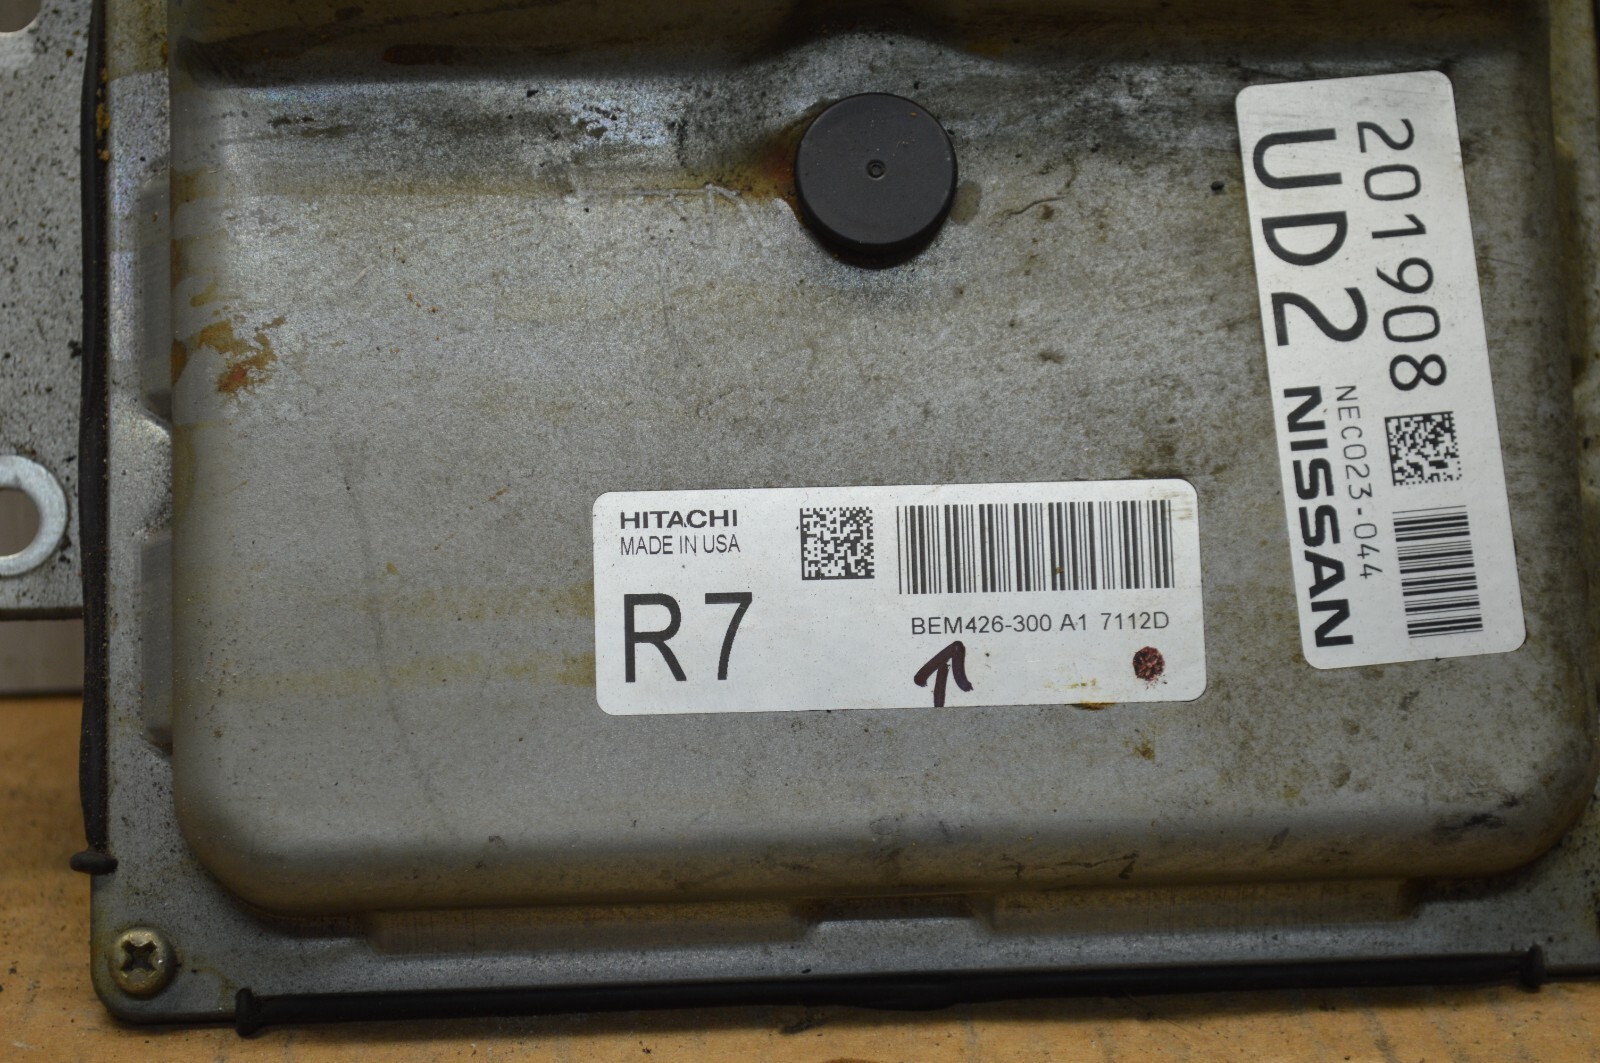 HITACHI
MADE IN USA
R7
BEM426-300 A1 7112D
201908
UD2
NEC023-044
NISSAN